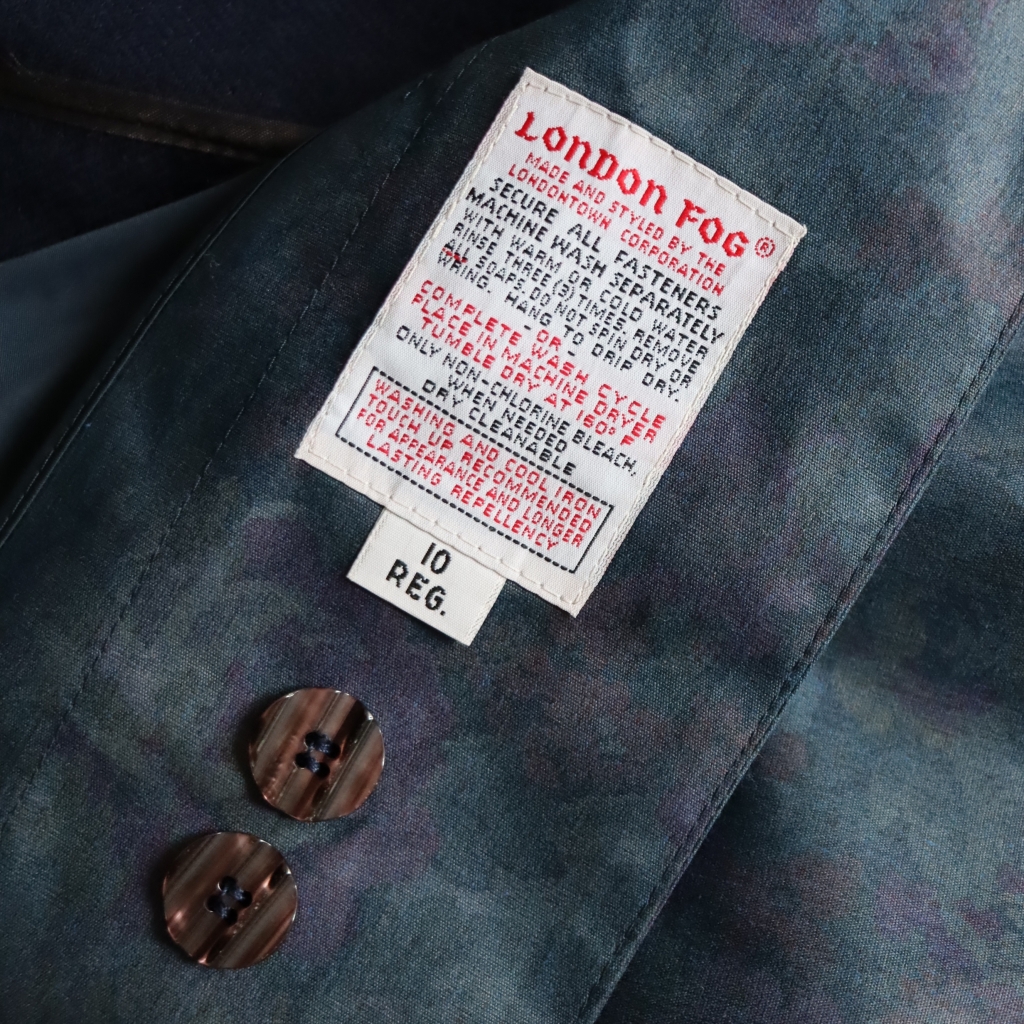 LONDON FOG®
MADE AND STYLED BY THE
LONDONTOWN CORPORATION
SECURE ALL FASTENERS
MACHINE WASH SEPARATELY
WITH WARM OR COLD WATER
RINSE THREE (3) TIMES. REMOVE
ALL SOAPS. DO NOT SPIN DRY OR
WRING. HANG TO DRIP DRY.
- OR -
COMPLETE WASH CYCLE
PLACE IN MACHINE DRYER
TUMBLE DRY AT 150° F
ONLY NON-CHLORINE BLEACH,
WHEN NEEDED
DRY CLEANABLE
WASHING AND COOL IRON
TOUCH UP RECOMMENDED
FOR APPEARANCE AND LONGER
LASTING REPELLENCY
10
REG.